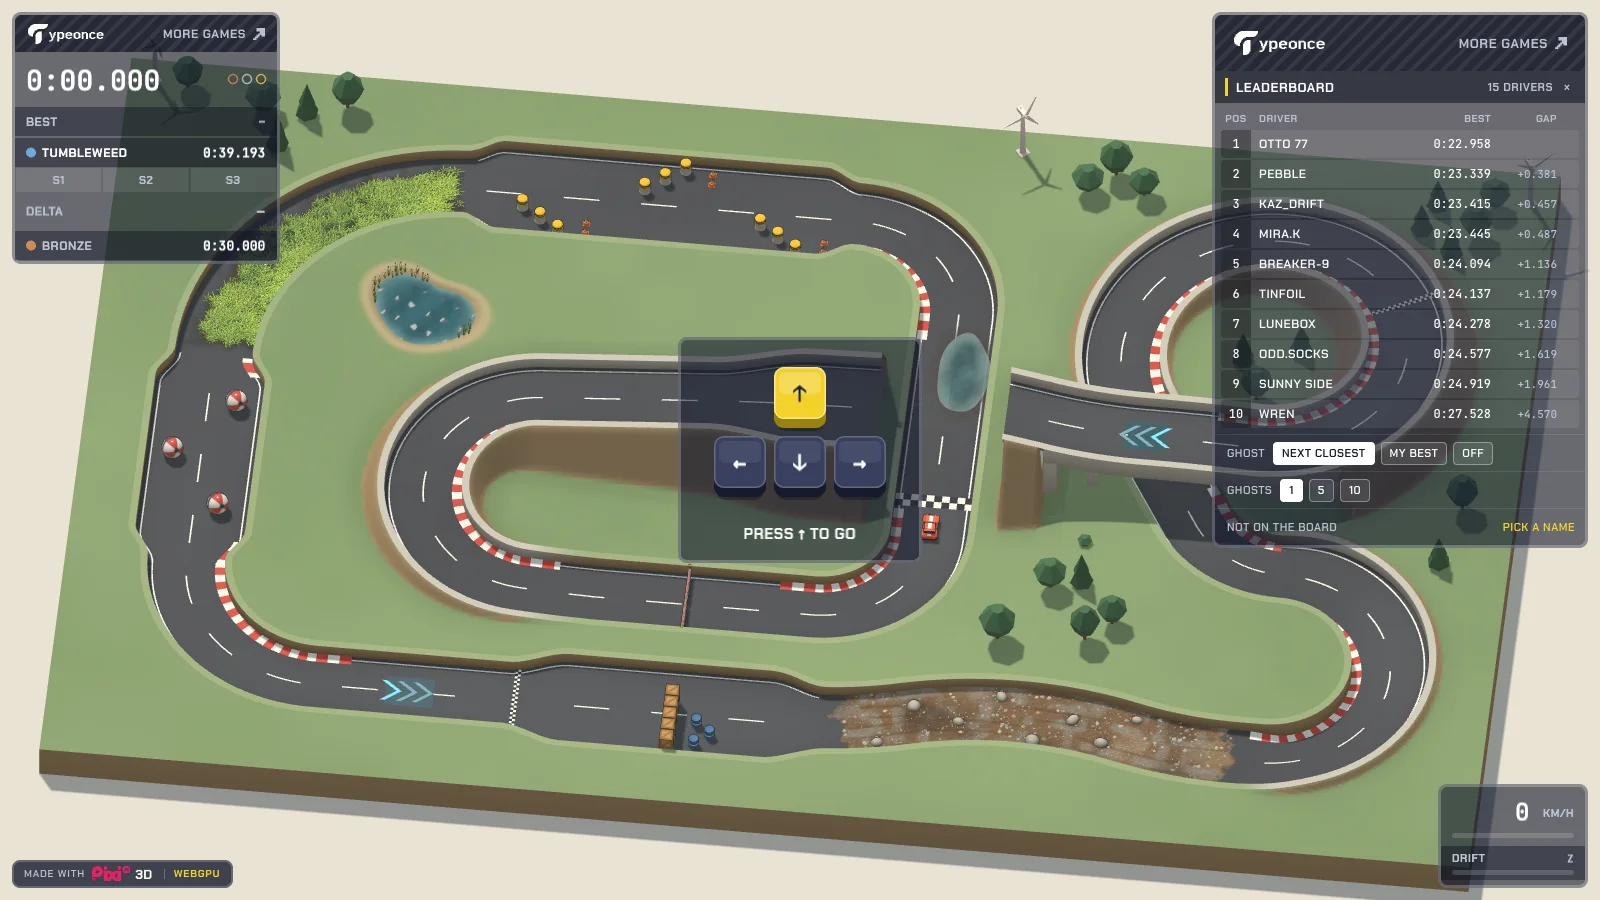 Typeonce MORE GAMES
0:00.000
BEST –
TUMBLEWEED 0:39.193
S1 S2 S3
DELTA –
BRONZE 0:30.000
Typeonce MORE GAMES
LEADERBOARD 15 DRIVERS ×
POS DRIVER BEST GAP
1 OTTO 77 0:22.958
2 PEBBLE 0:23.339 +0.381
3 KAZ_DRIFT 0:23.415 +0.457
4 MIRA.K 0:23.445 +0.487
5 BREAKER-9 0:24.094 +1.136
6 TINFOIL 0:24.137 +1.179
7 LUNEBOX 0:24.278 +1.320
8 ODD.SOCKS 0:24.577 +1.619
9 SUNNY SIDE 0:24.919 +1.961
10 WREN 0:27.528 +4.570
GHOST NEXT CLOSEST MY BEST OFF
GHOSTS 1 5 10
NOT ON THE BOARD PICK A NAME
↑
← ↓ →
PRESS ↑ TO GO
0 KM/H
DRIFT Z
MADE WITH Pixi 3D WEBGPU